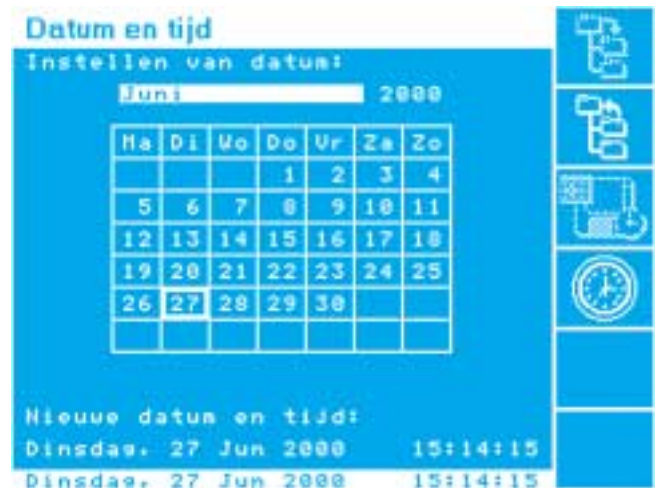 Datum en tijd
Instellen van datum:
Juni 2000
Ma Di Wo Do Vr Za Zo
1 2 3 4
5 6 7 8 9 10 11
12 13 14 15 16 17 18
19 20 21 22 23 24 25
26 27 28 29 30
Nieuwe datum en tijd:
Dinsdag, 27 Jun 2000 15:14:15
Dinsdag, 27 Jun 2000 15:14:15